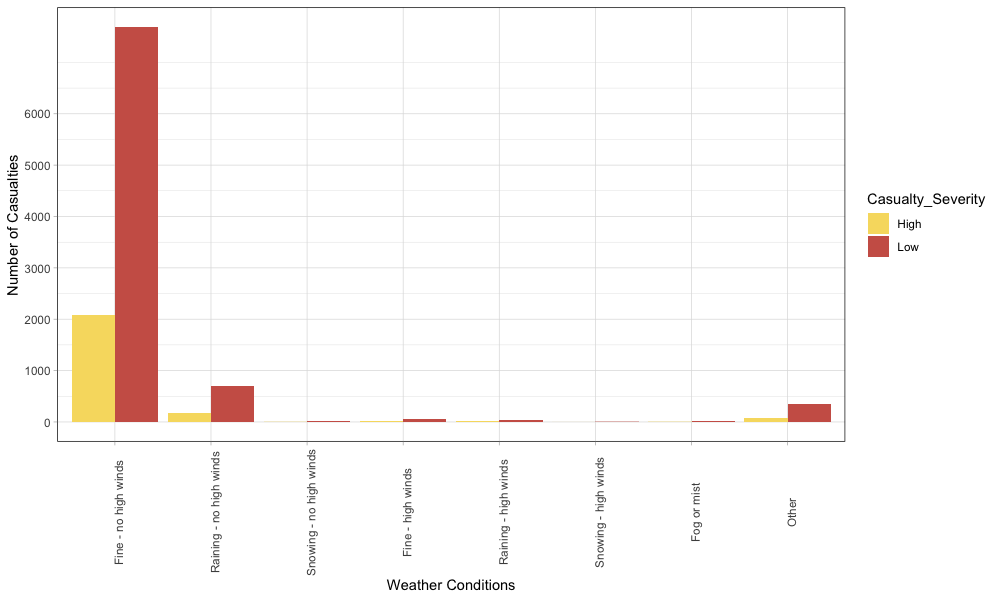 Number of Casualties
6000
5000
4000
3000
2000
1000
0
Fine - no high winds
Raining - no high winds
Snowing - no high winds
Fine - high winds
Raining - high winds
Snowing - high winds
Fog or mist
Other
Weather Conditions
Casualty_Severity
High
Low